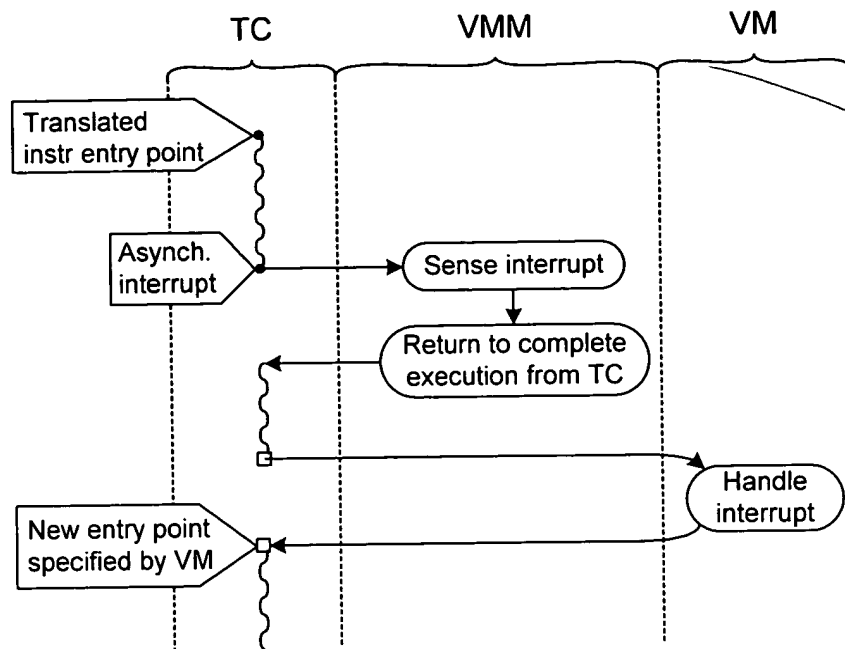 TC
VMM
VM
Translated
instr entry point
Asynch.
interrupt
Sense interrupt
Return to complete
execution from TC
Handle
interrupt
New entry point
specified by VM